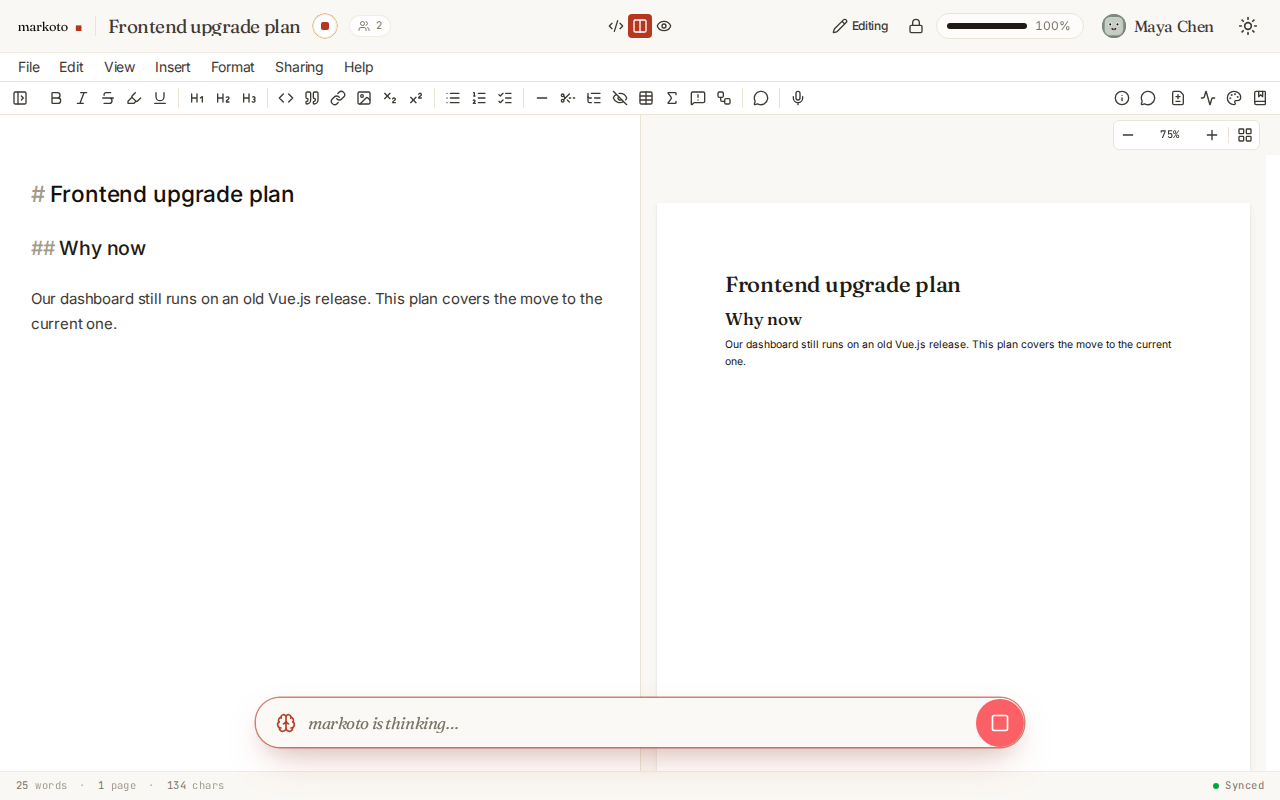 markoto
Frontend upgrade plan
2
Editing
100%
Maya Chen
File Edit View Insert Format Sharing Help
H1 H2 H3
75%
# Frontend upgrade plan
## Why now
Our dashboard still runs on an old Vue.js release. This plan covers the move to the
current one.
Frontend upgrade plan
Why now
Our dashboard still runs on an old Vue.js release. This plan covers the move to the current
one.
markoto is thinking...
25 words · 1 page · 134 chars
Synced